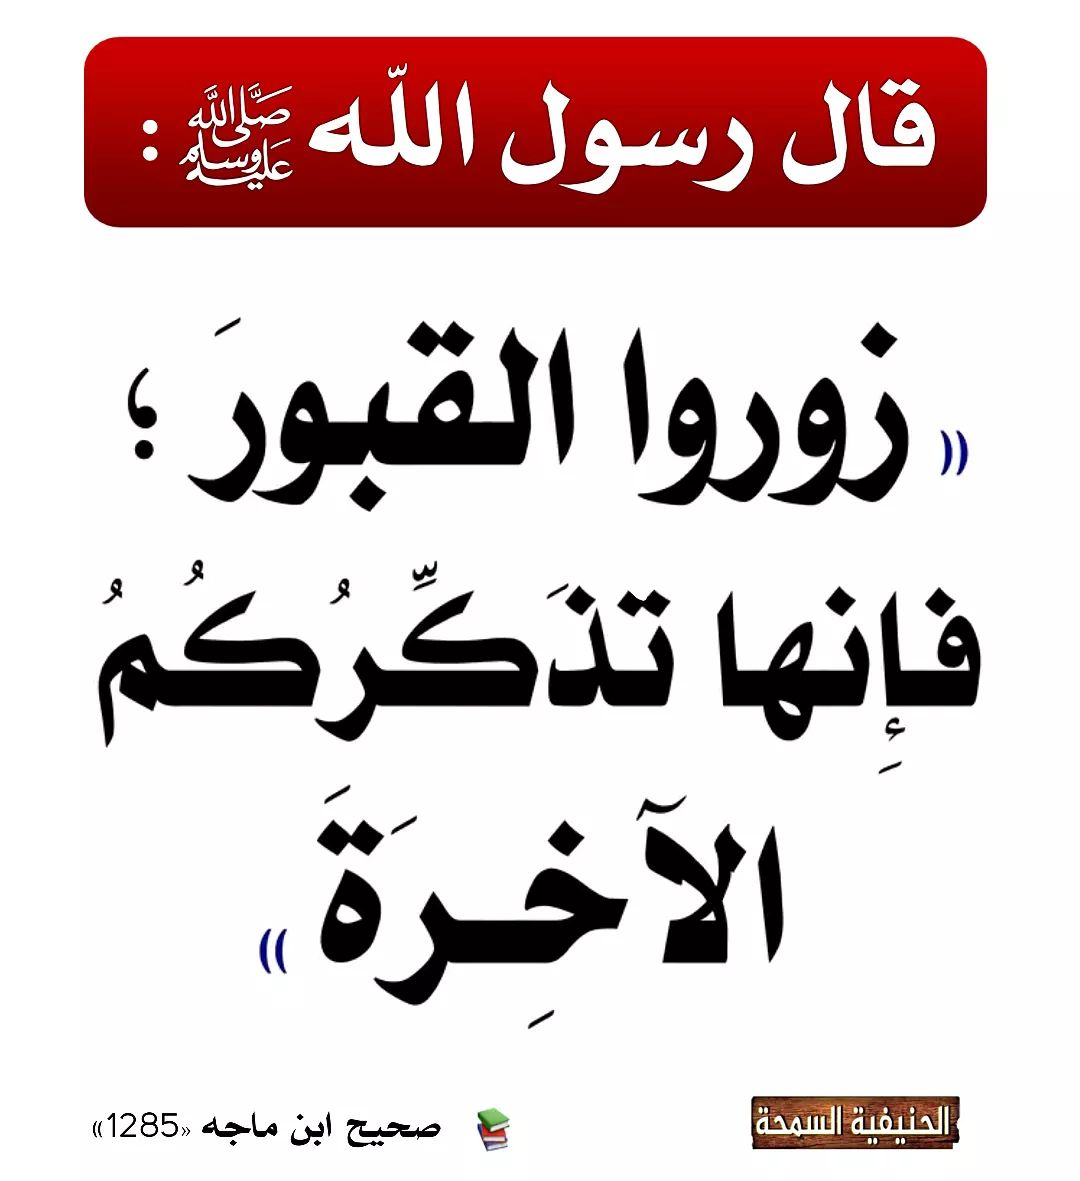 قال رسول الله ﷺ :
(( زوروا القبورَ ؛
فإِنها تذَكِّرُكُمُ
الآخِرَةَ ))
صحيح ابن ماجه «1285»
الحنيفية السمحة